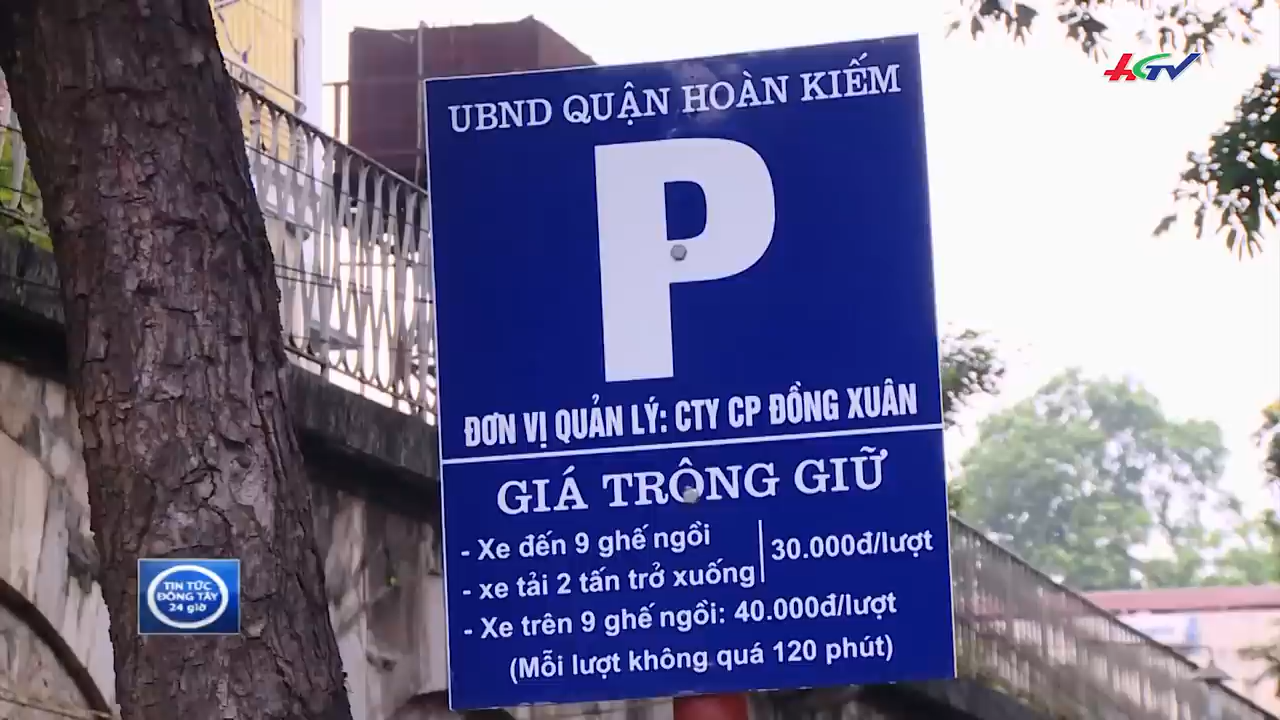 HGTV
UBND QUẬN HOÀN KIẾM
P
ĐƠN VỊ QUẢN LÝ: CTY CP ĐỒNG XUÂN
GIÁ TRÔNG GIỮ
- Xe đến 9 ghế ngồi
- xe tải 2 tấn trở xuống
30.000đ/lượt
- Xe trên 9 ghế ngồi: 40.000đ/lượt
(Mỗi lượt không quá 120 phút)
TIN TỨC
ĐÔNG TÂY
24 giờ